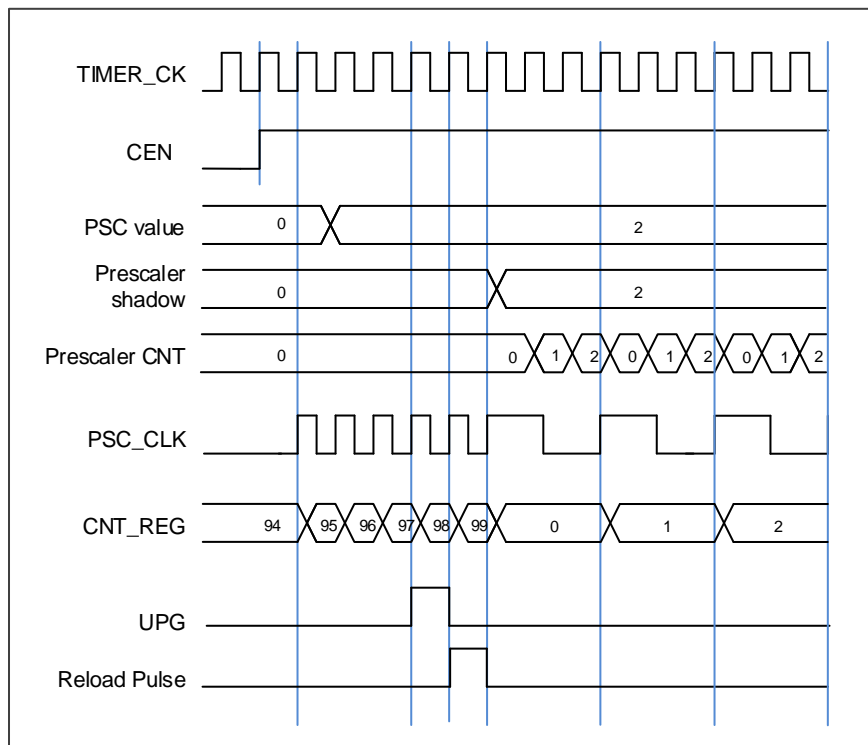 TIMER_CK
CEN
PSC value 0 2
Prescaler
shadow 0 2
Prescaler CNT 0 0 1 2 0 1 2 0 1 2
PSC_CLK
CNT_REG 94 95 96 97 98 99 0 1 2
UPG
Reload Pulse